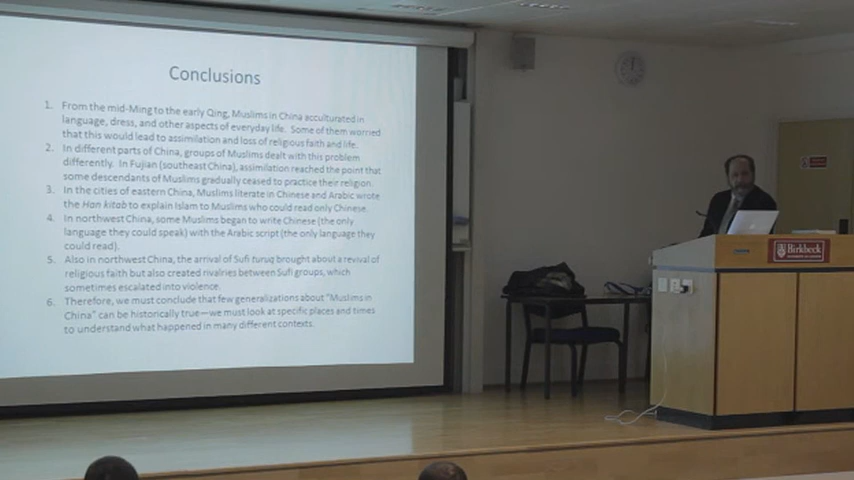 Conclusions
1. From the mid-Ming to the early Qing, Muslims in China acculturated in
language, dress, and other aspects of everyday life. Some of them worried
that this would lead to assimilation and loss of religious faith and life.
2. In different parts of China, groups of Muslims dealt with this problem
differently. In Fujian (southeast China), assimilation reached the point that
some descendants of Muslims gradually ceased to practice their religion.
3. In the cities of eastern China, Muslims literate in Chinese and Arabic wrote
the Han kitab to explain Islam to Muslims who could read only Chinese.
4. In northwest China, some Muslims began to write Chinese (the only
language they could speak) with the Arabic script (the only language they
could read).
5. Also in northwest China, the arrival of Sufi turuq brought about a revival of
religious faith but also created rivalries between Sufi groups, which
sometimes escalated into violence.
6. Therefore, we must conclude that few generalizations about "Muslims in
China" can be historically true—we must look at specific places and times
to understand what happened in many different contexts.
Birkbeck